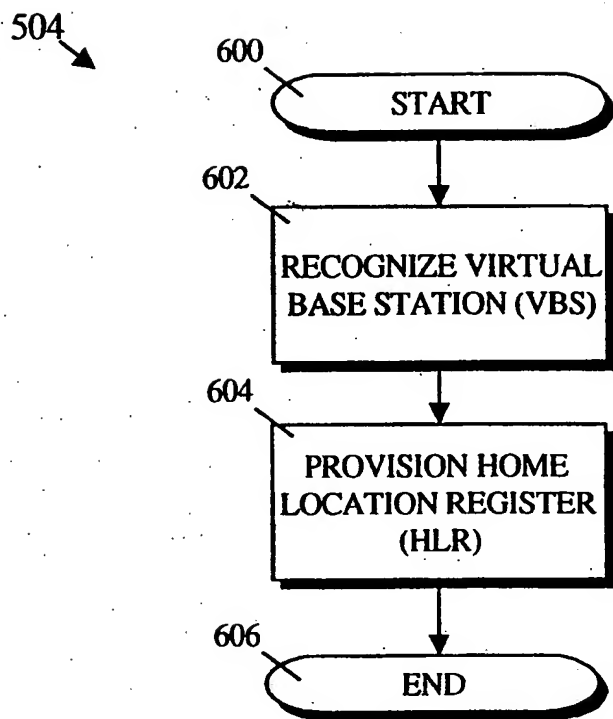 504
600
START
602
RECOGNIZE VIRTUAL
BASE STATION (VBS)
604
PROVISION HOME
LOCATION REGISTER
(HLR)
606
END